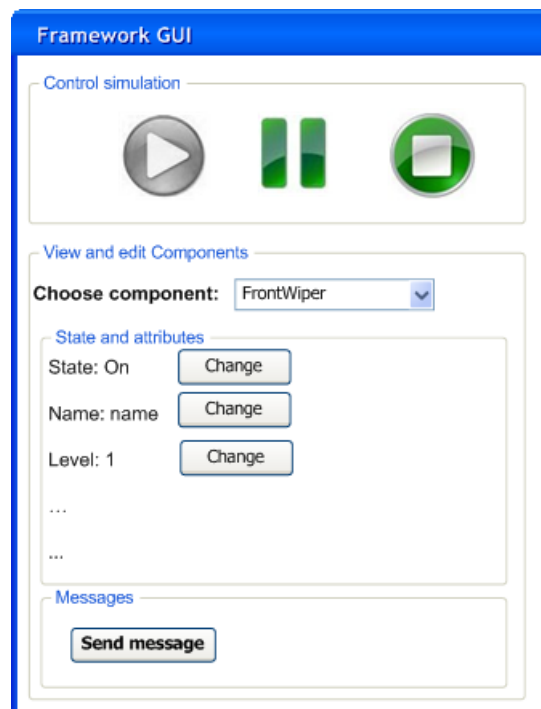 Framework GUI
Control simulation
View and edit Components
Choose component: FrontWiper
State and attributes
State: On Change
Name: name Change
Level: 1 Change
...
...
Messages
Send message